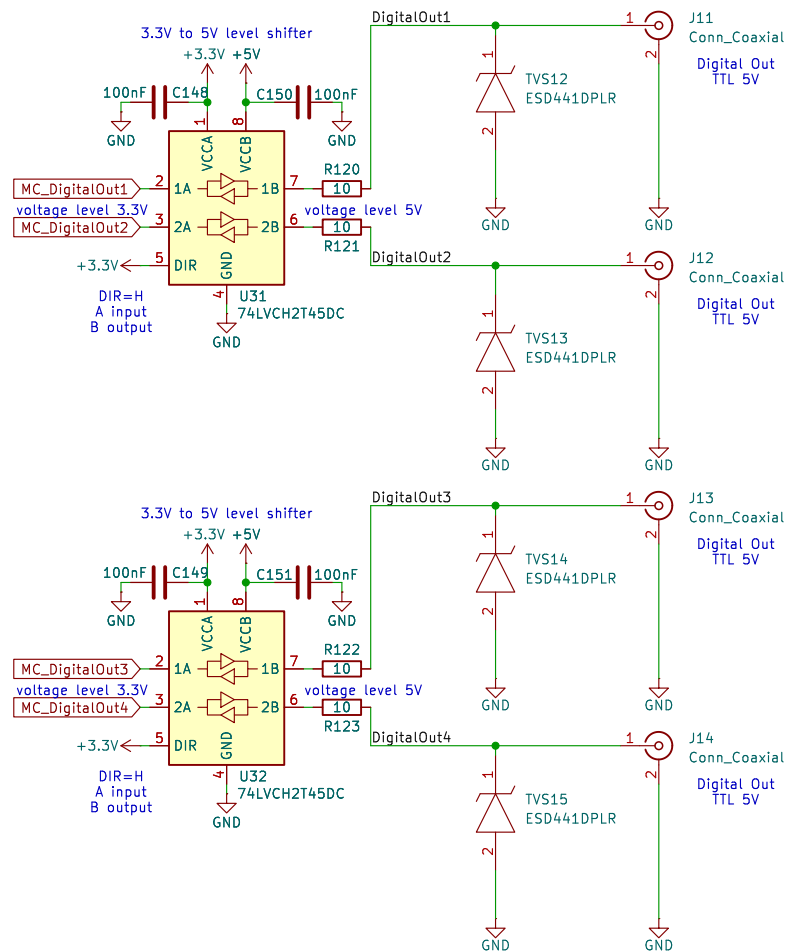 DigitalOut1
1
J11
Conn_Coaxial
3.3V to 5V level shifter
+3.3V
+5V
2
Digital Out
TTL 5V
1
TVS12
ESD441DPLR
100nF
C148
C150
100nF
GND
GND
1
8
VCCA
VCCB
2
R120
MC_DigitalOut1
2
1A
1B
7
10
voltage level 3.3V
voltage level 5V
MC_DigitalOut2
3
2A
2B
6
10
GND
GND
R121
DigitalOut2
1
J12
Conn_Coaxial
+3.3V
5
DIR
GND
2
Digital Out
TTL 5V
DIR=H
A input
B output
4
U31
74LVCH2T45DC
GND
1
TVS13
ESD441DPLR
2
GND
GND
DigitalOut3
1
J13
Conn_Coaxial
3.3V to 5V level shifter
+3.3V
+5V
2
Digital Out
TTL 5V
1
TVS14
ESD441DPLR
100nF
C149
C151
100nF
GND
GND
1
8
VCCA
VCCB
2
R122
MC_DigitalOut3
2
1A
1B
7
10
voltage level 3.3V
voltage level 5V
MC_DigitalOut4
3
2A
2B
6
10
GND
GND
R123
DigitalOut4
1
J14
Conn_Coaxial
+3.3V
5
DIR
GND
2
Digital Out
TTL 5V
DIR=H
A input
B output
4
U32
74LVCH2T45DC
GND
1
TVS15
ESD441DPLR
2
GND
GND